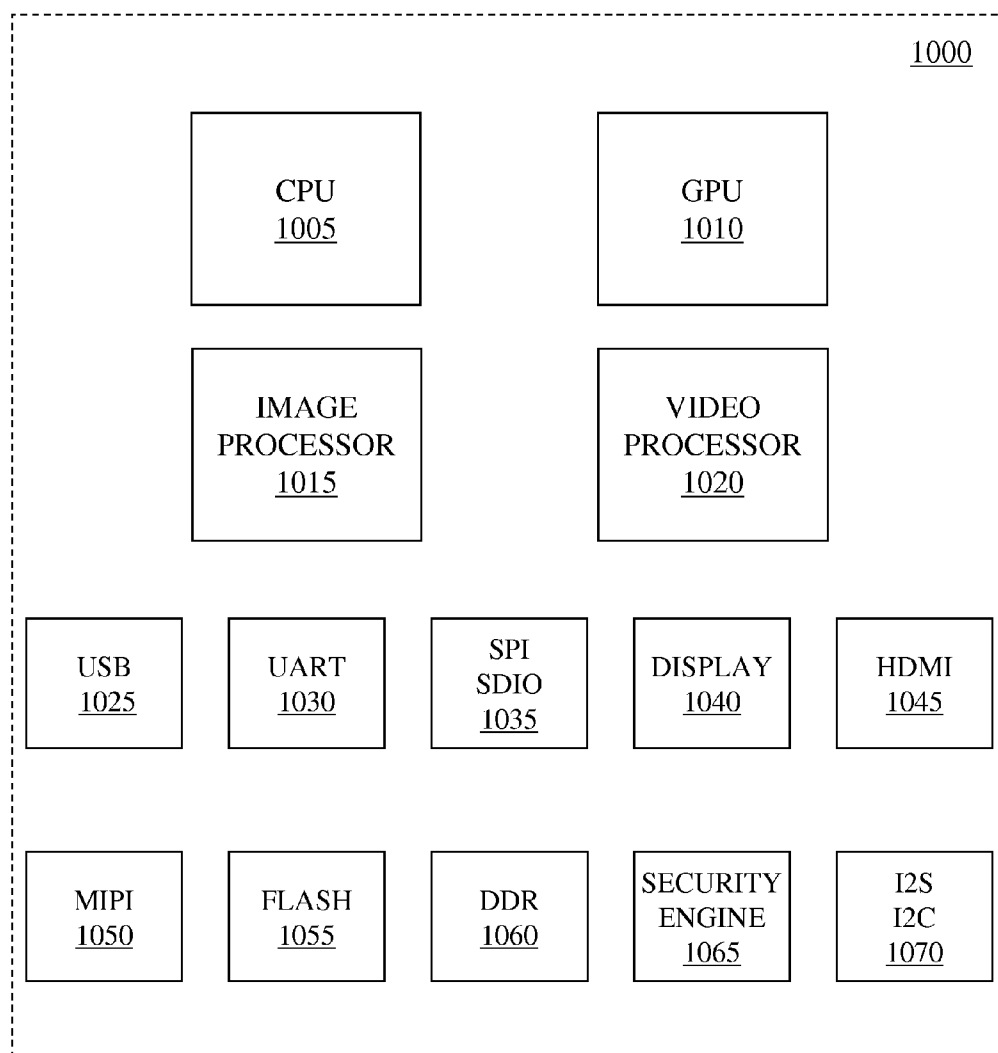 1000
CPU
1005
GPU
1010
IMAGE
PROCESSOR
1015
VIDEO
PROCESSOR
1020
USB
1025
UART
1030
SPI
SDIO
1035
DISPLAY
1040
HDMI
1045
MIPI
1050
FLASH
1055
DDR
1060
SECURITY
ENGINE
1065
I2S
I2C
1070